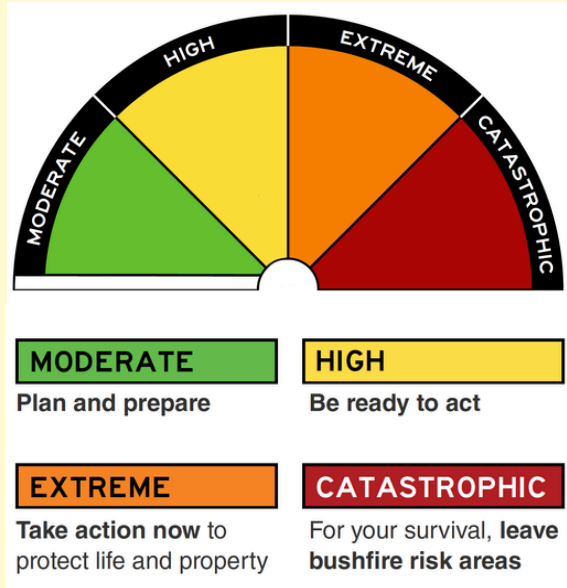 MODERATE
HIGH
EXTREME
CATASTROPHIC
MODERATE
Plan and prepare
HIGH
Be ready to act
EXTREME
Take action now to
protect life and property
CATASTROPHIC
For your survival, leave
bushfire risk areas